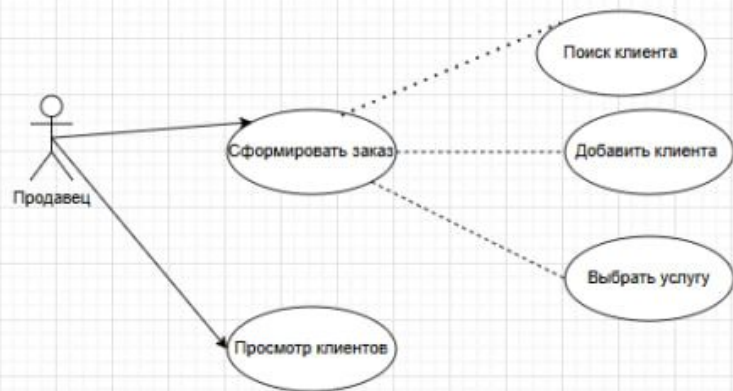 Поиск клиента
Сформировать заказ
Добавить клиента
Продавец
Выбрать услугу
Просмотр клиентов